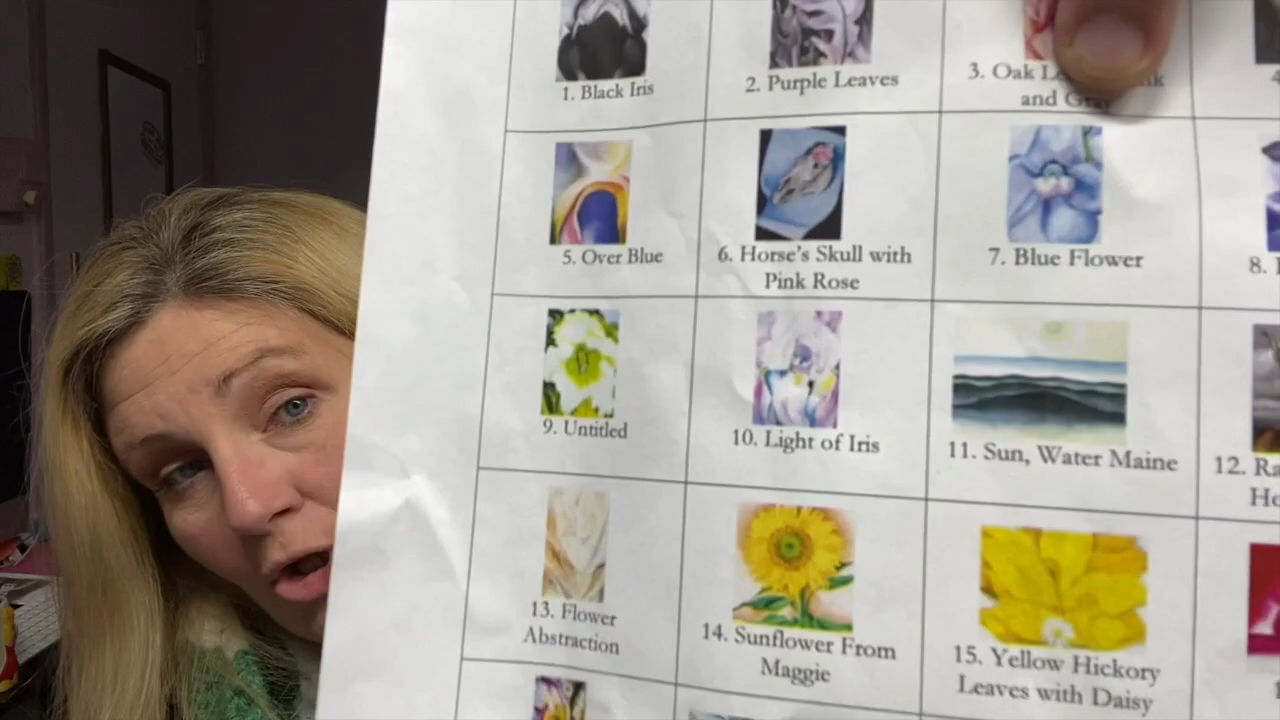 1. Black Iris
2. Purple Leaves
3. Oak
and
5. Over Blue
6. Horse's Skull with
Pink Rose
7. Blue Flower
8.
9. Untitled
10. Light of Iris
11. Sun, Water Maine
12.
13. Flower
Abstraction
14. Sunflower From
Maggie
15. Yellow Hickory
Leaves with Daisy